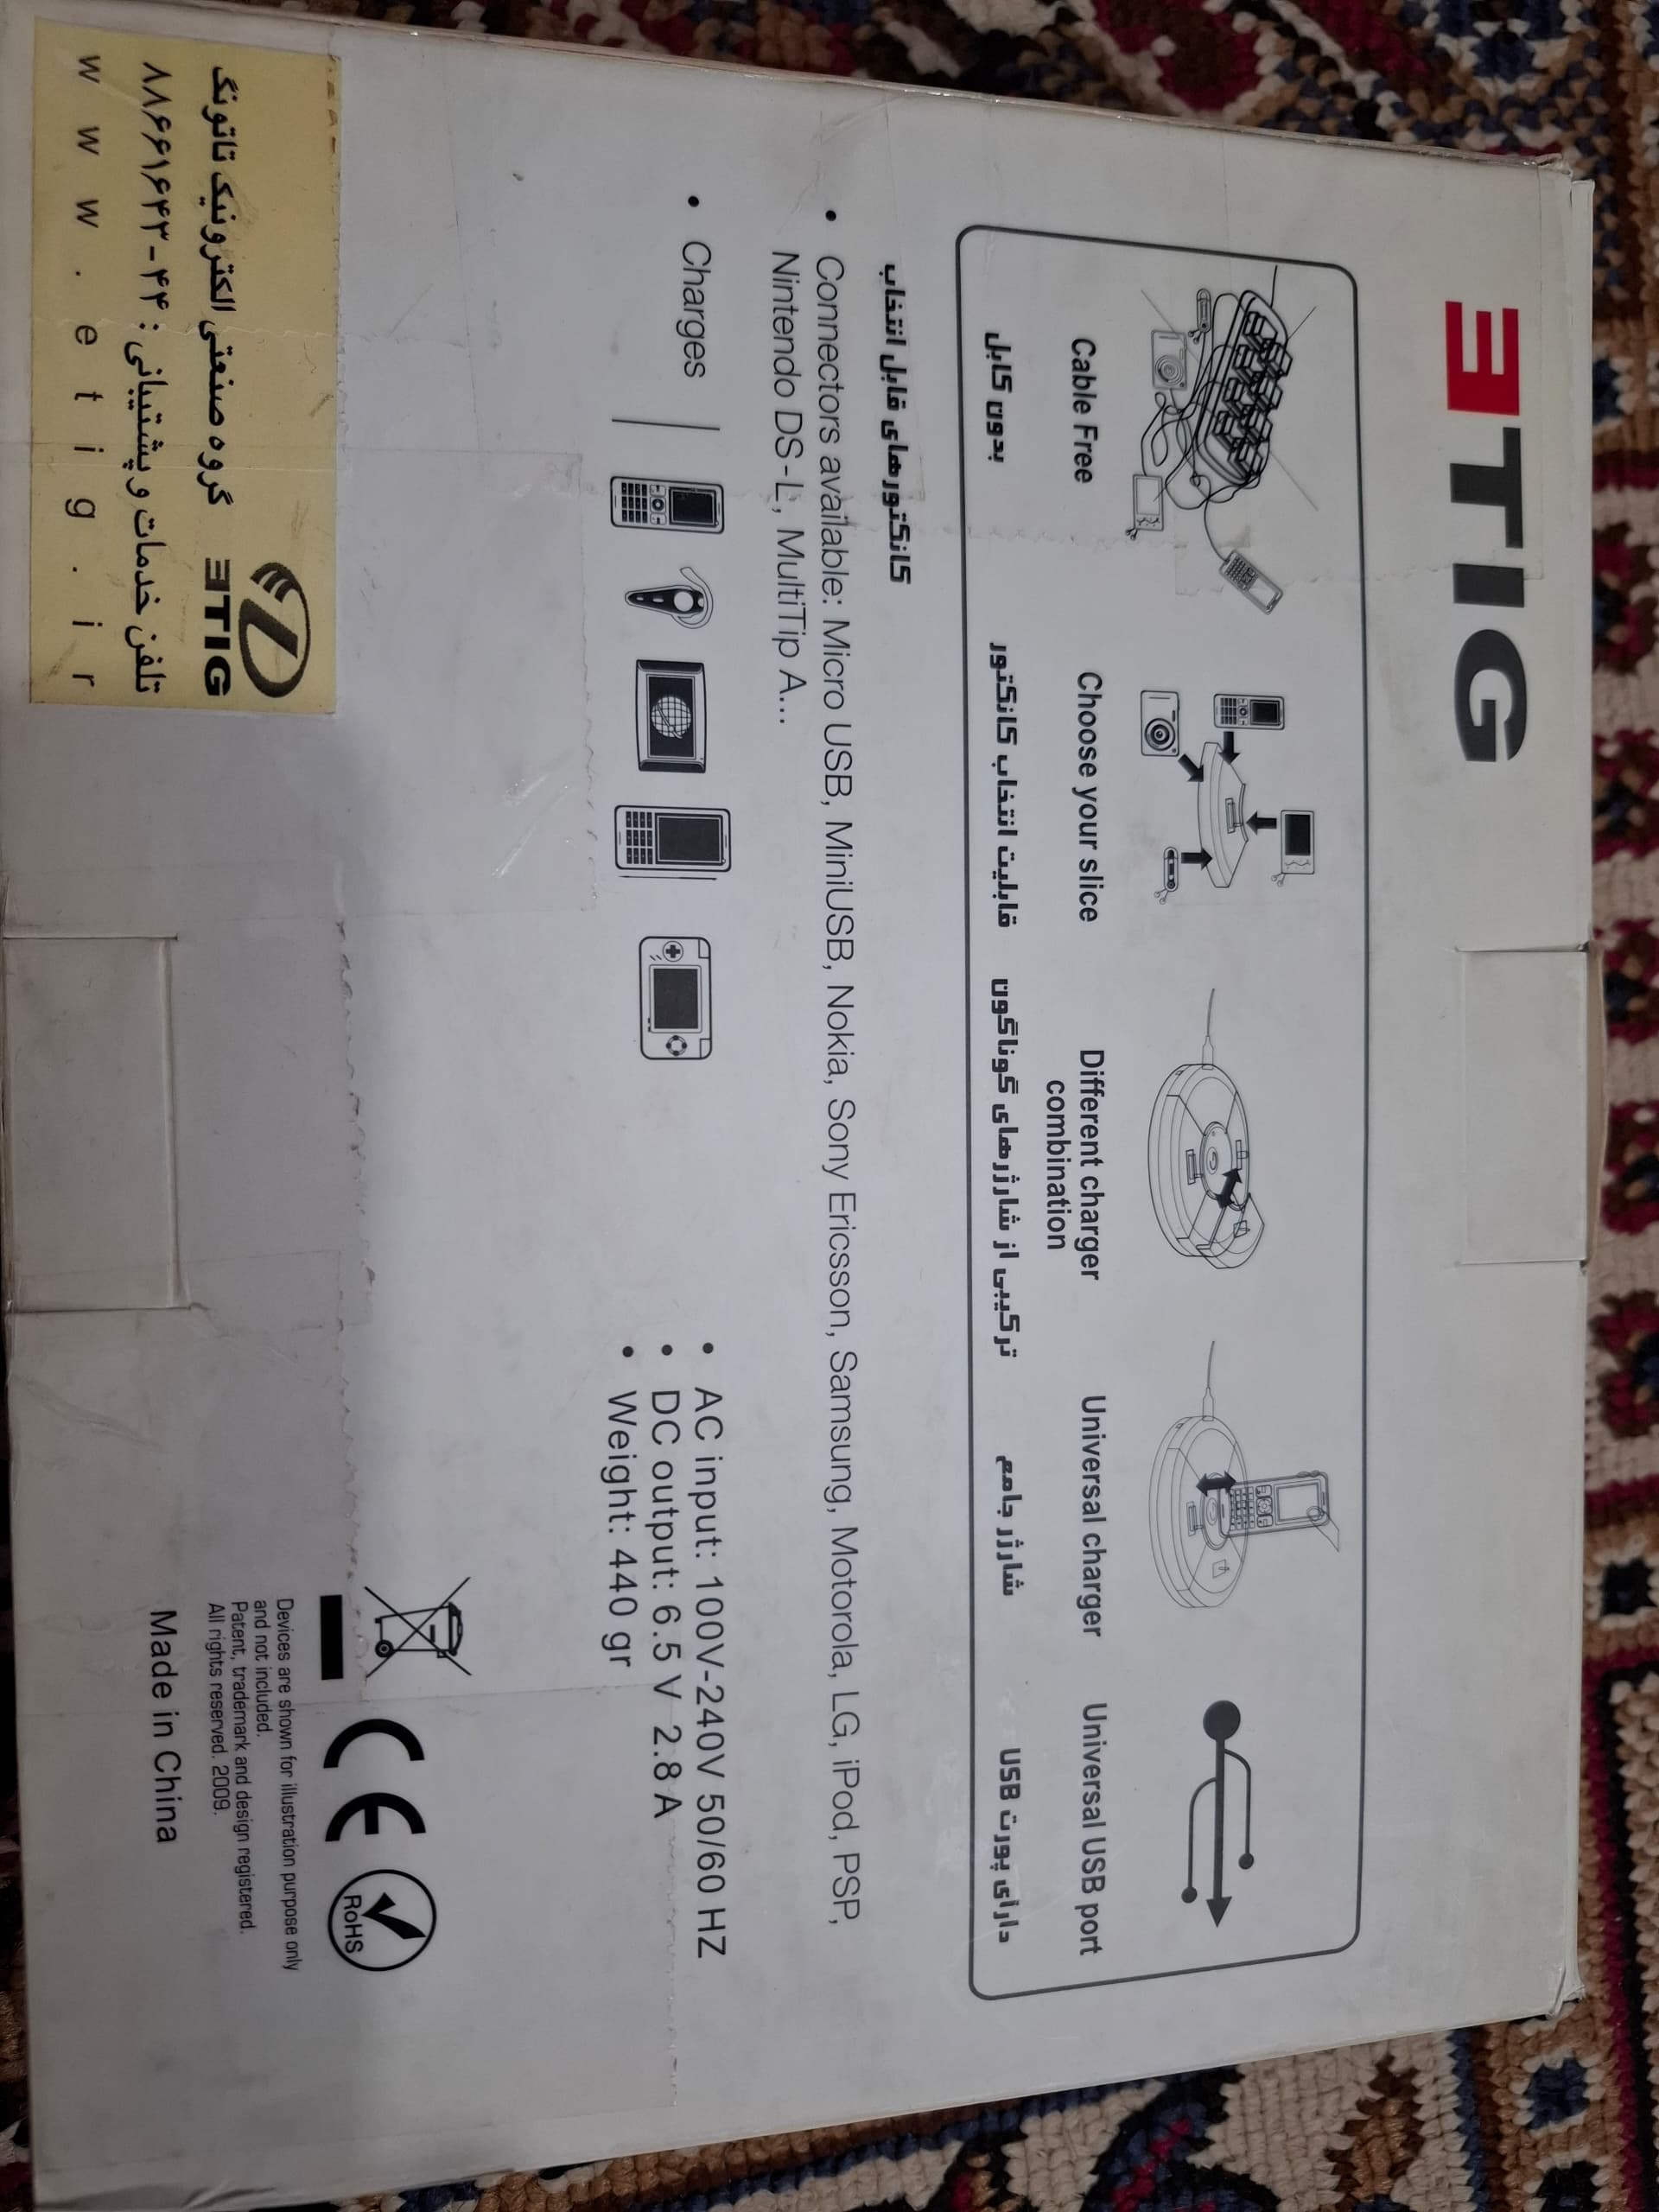 ETIG
Cable Free
بدون کابل
Choose your slice
قابلیت انتخاب کانکتور
Different charger
combination
ترکیبی از شارژرهای گوناگون
Universal charger
شارژر جامع
Universal USB port
دارای پورت USB
کانکتورهای قابل انتخاب
• Connectors available: Micro USB, MiniUSB, Nokia, Sony Ericsson, Samsung, Motorola, LG, iPod, PSP,
Nintendo DS-L, MultiTip A...
• Charges
• AC input: 100V-240V 50/60 HZ
• DC output: 6.5 V 2.8 A
• Weight: 440 gr
CE
RoHS
Devices are shown for illustration purpose only
and not included.
Patent, trademark and design registered.
All rights reserved. 2009.
Made in China
ETIG
گروه صنعتی الکترونیک تاتونگ
تلفن خدمات و پشتیبانی : ۴۴-۸۸۶۶۱۶۴۳
www.etig.ir